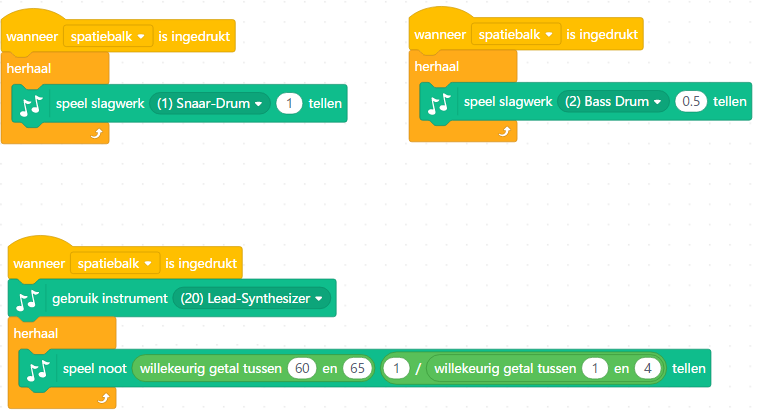 wanneer spatiebalk is ingedrukt
herhaal
speel slagwerk (1) Snaar-Drum 1 tellen
wanneer spatiebalk is ingedrukt
herhaal
speel slagwerk (2) Bass Drum 0.5 tellen
wanneer spatiebalk is ingedrukt
gebruik instrument (20) Lead-Synthesizer
herhaal
speel noot willekeurig getal tussen 60 en 65 1 / willekeurig getal tussen 1 en 4 tellen